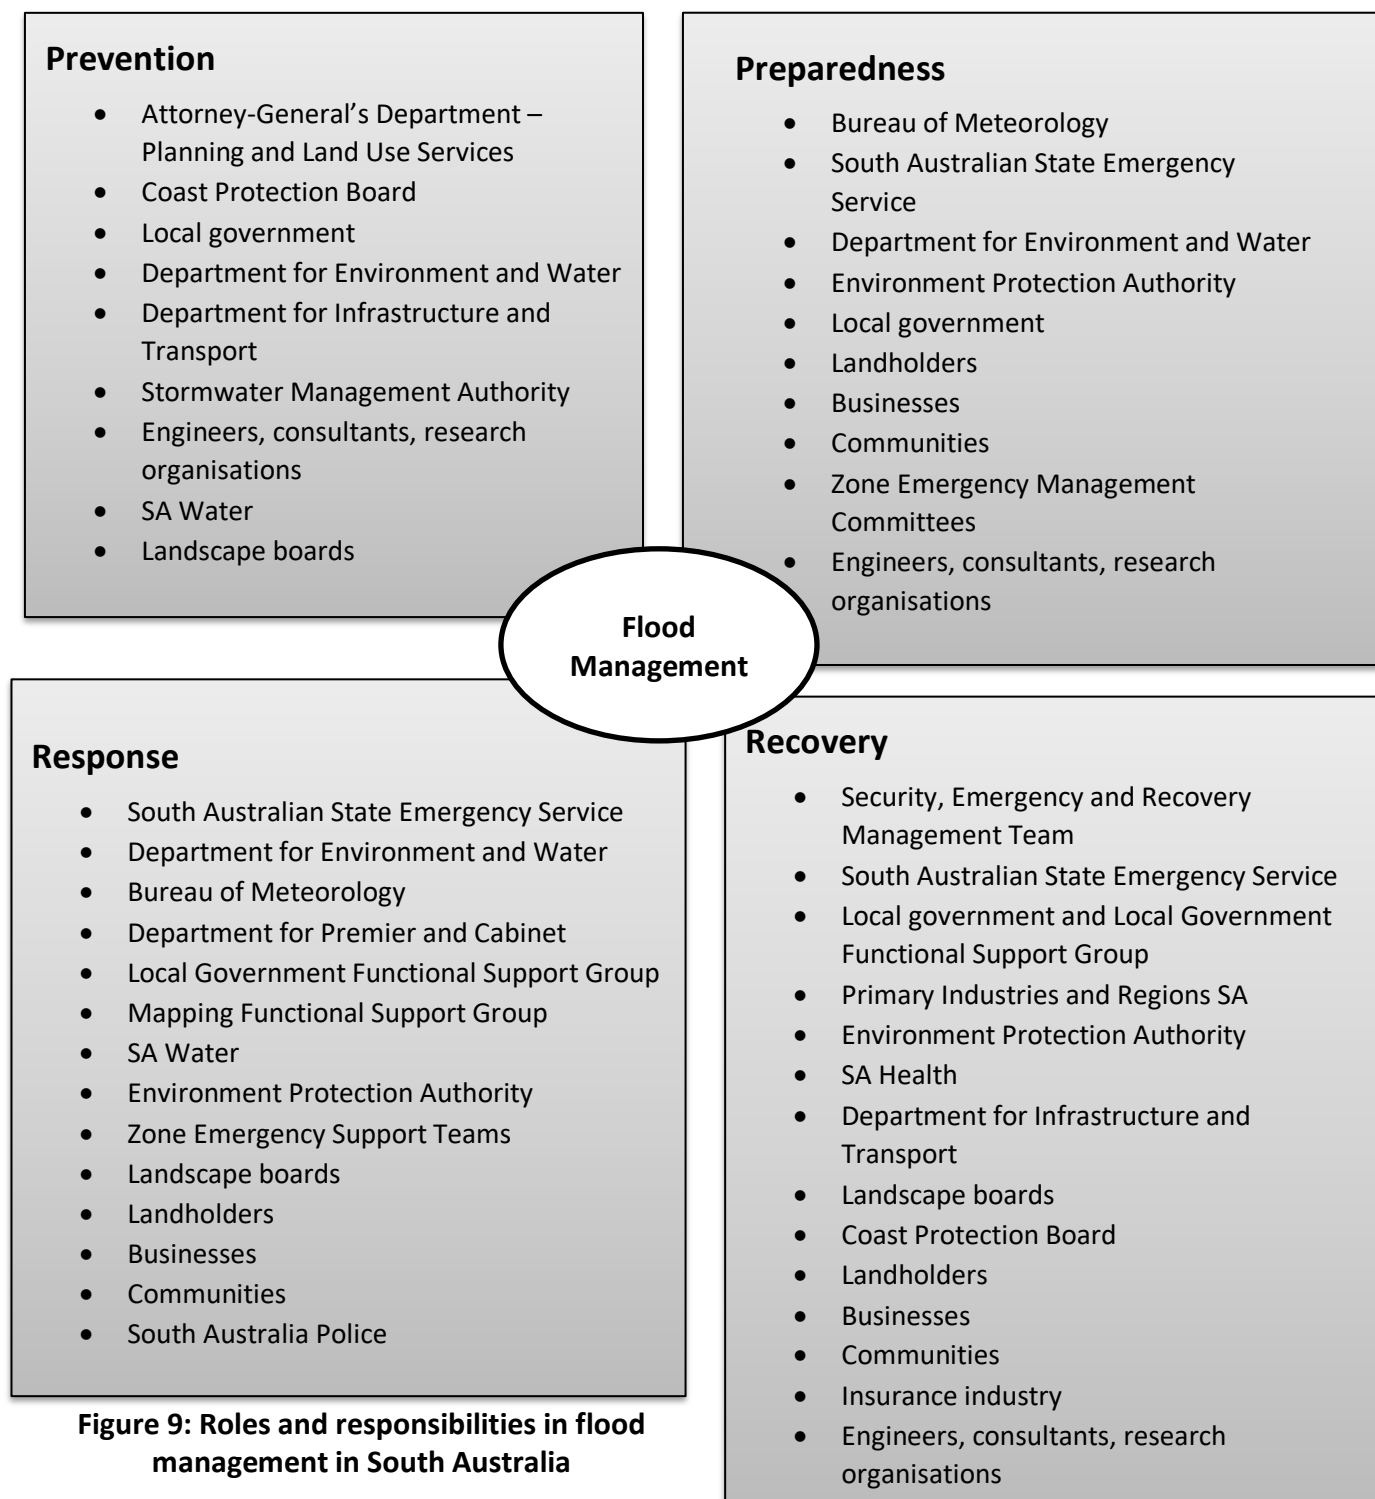 Prevention
• Attorney-General’s Department –
Planning and Land Use Services
• Coast Protection Board
• Local government
• Department for Environment and Water
• Department for Infrastructure and
Transport
• Stormwater Management Authority
• Engineers, consultants, research
organisations
• SA Water
• Landscape boards
Preparedness
• Bureau of Meteorology
• South Australian State Emergency
Service
• Department for Environment and Water
• Environment Protection Authority
• Local government
• Landholders
• Businesses
• Communities
• Zone Emergency Management
Committees
• Engineers, consultants, research
organisations
Flood
Management
Response
• South Australian State Emergency Service
• Department for Environment and Water
• Bureau of Meteorology
• Department for Premier and Cabinet
• Local Government Functional Support Group
• Mapping Functional Support Group
• SA Water
• Environment Protection Authority
• Zone Emergency Support Teams
• Landscape boards
• Landholders
• Businesses
• Communities
• South Australia Police
Recovery
• Security, Emergency and Recovery
Management Team
• South Australian State Emergency Service
• Local government and Local Government
Functional Support Group
• Primary Industries and Regions SA
• Environment Protection Authority
• SA Health
• Department for Infrastructure and
Transport
• Landscape boards
• Coast Protection Board
• Landholders
• Businesses
• Communities
• Insurance industry
• Engineers, consultants, research
organisations
Figure 9: Roles and responsibilities in flood
management in South Australia